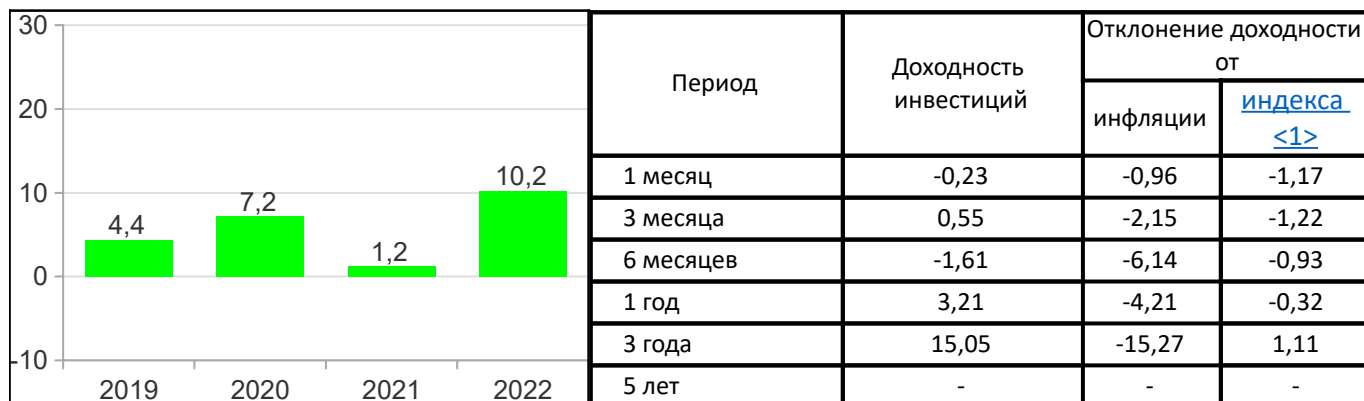 30
20
10
0
-10
4,4
7,2
1,2
10,2
2019 2020 2021 2022
Период
Доходность
инвестиций
Отклонение доходности
от
инфляции
индекса
<1>
1 месяц -0,23 -0,96 -1,17
3 месяца 0,55 -2,15 -1,22
6 месяцев -1,61 -6,14 -0,93
1 год 3,21 -4,21 -0,32
3 года 15,05 -15,27 1,11
5 лет - - -